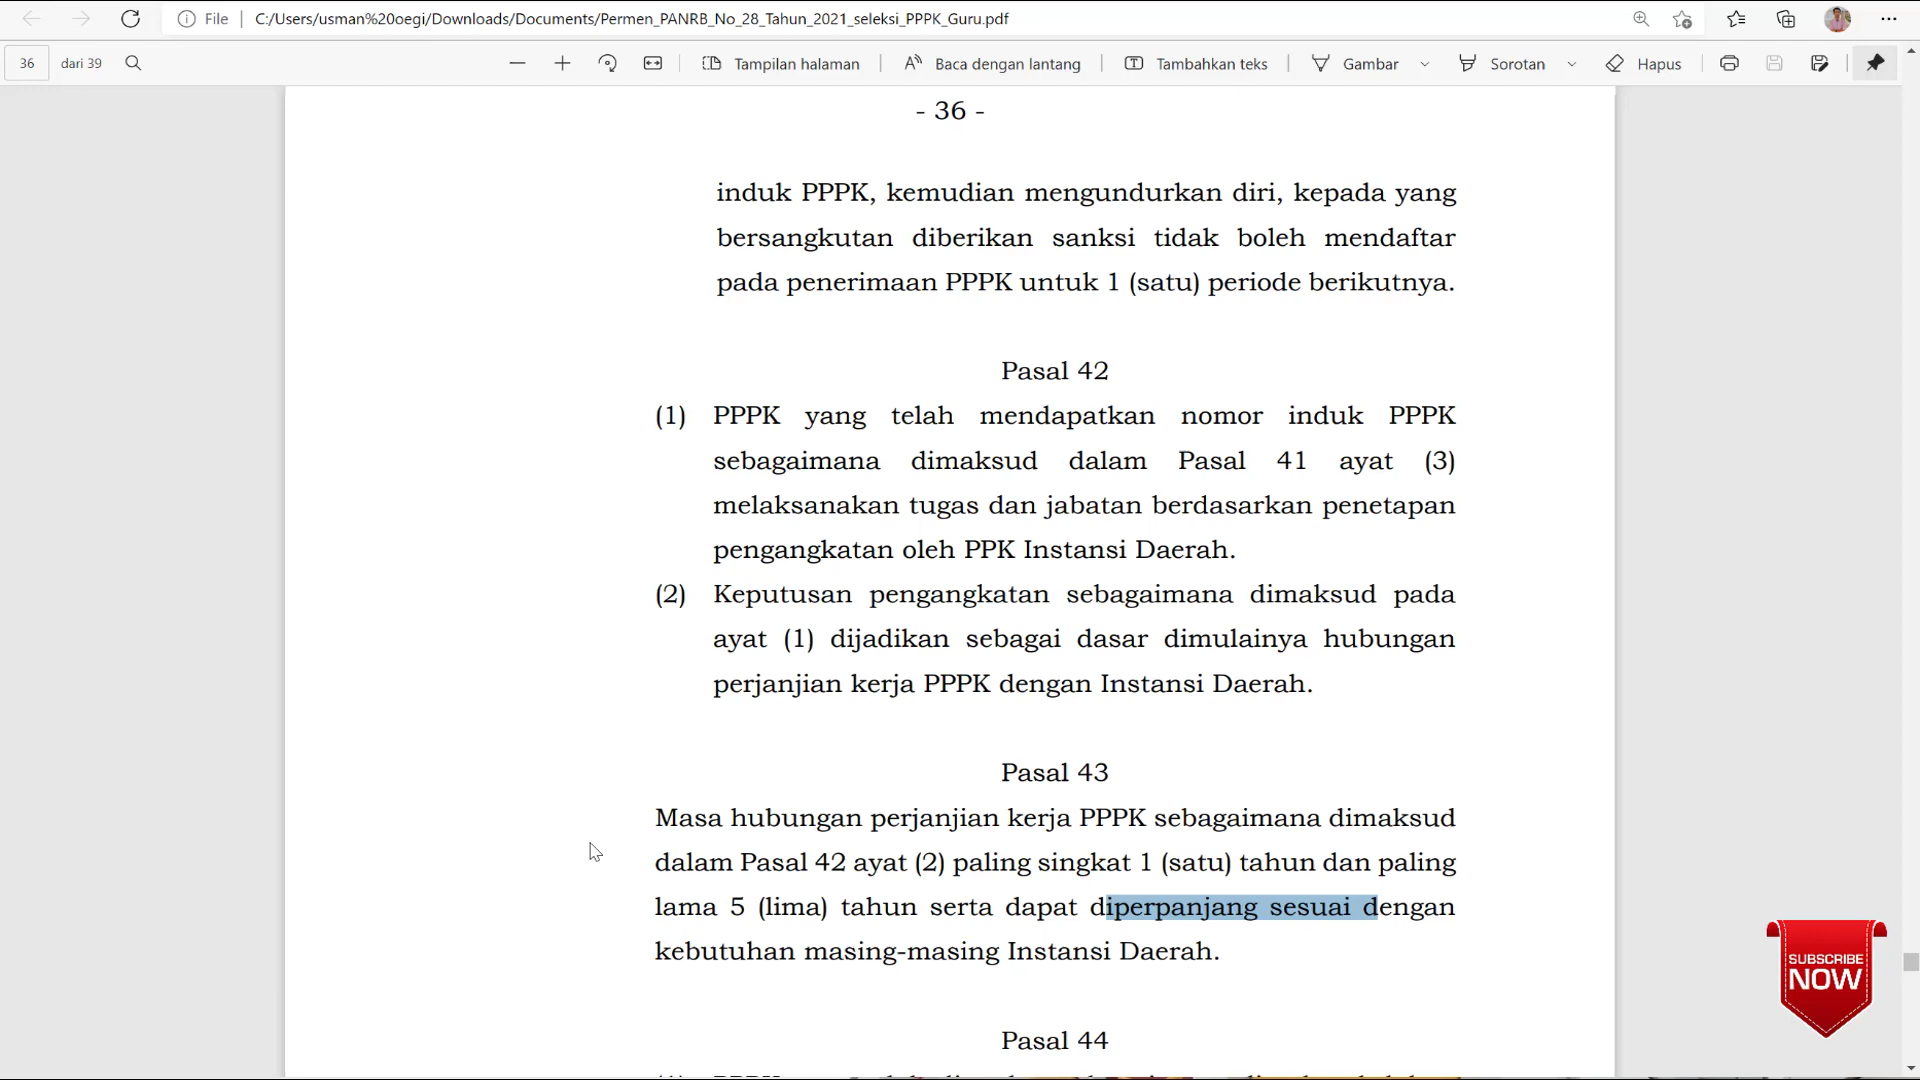 File
C:/Users/usman%20oegi/Downloads/Documents/Permen_PANRB_No_28_Tahun_2021_seleksi_PPPK_Guru.pdf
36 dari 39
Tampilan halaman
Baca dengan lantang
Tambahkan teks
Gambar
Sorotan
Hapus
- 36 -
induk PPPK, kemudian mengundurkan diri, kepada yang
bersangkutan diberikan sanksi tidak boleh mendaftar
pada penerimaan PPPK untuk 1 (satu) periode berikutnya.
Pasal 42
(1) PPPK yang telah mendapatkan nomor induk PPPK
sebagaimana dimaksud dalam Pasal 41 ayat (3)
melaksanakan tugas dan jabatan berdasarkan penetapan
pengangkatan oleh PPK Instansi Daerah.
(2) Keputusan pengangkatan sebagaimana dimaksud pada
ayat (1) dijadikan sebagai dasar dimulainya hubungan
perjanjian kerja PPPK dengan Instansi Daerah.
Pasal 43
Masa hubungan perjanjian kerja PPPK sebagaimana dimaksud
dalam Pasal 42 ayat (2) paling singkat 1 (satu) tahun dan paling
lama 5 (lima) tahun serta dapat diperpanjang sesuai dengan
kebutuhan masing-masing Instansi Daerah.
SUBSCRIBE
NOW
Pasal 44